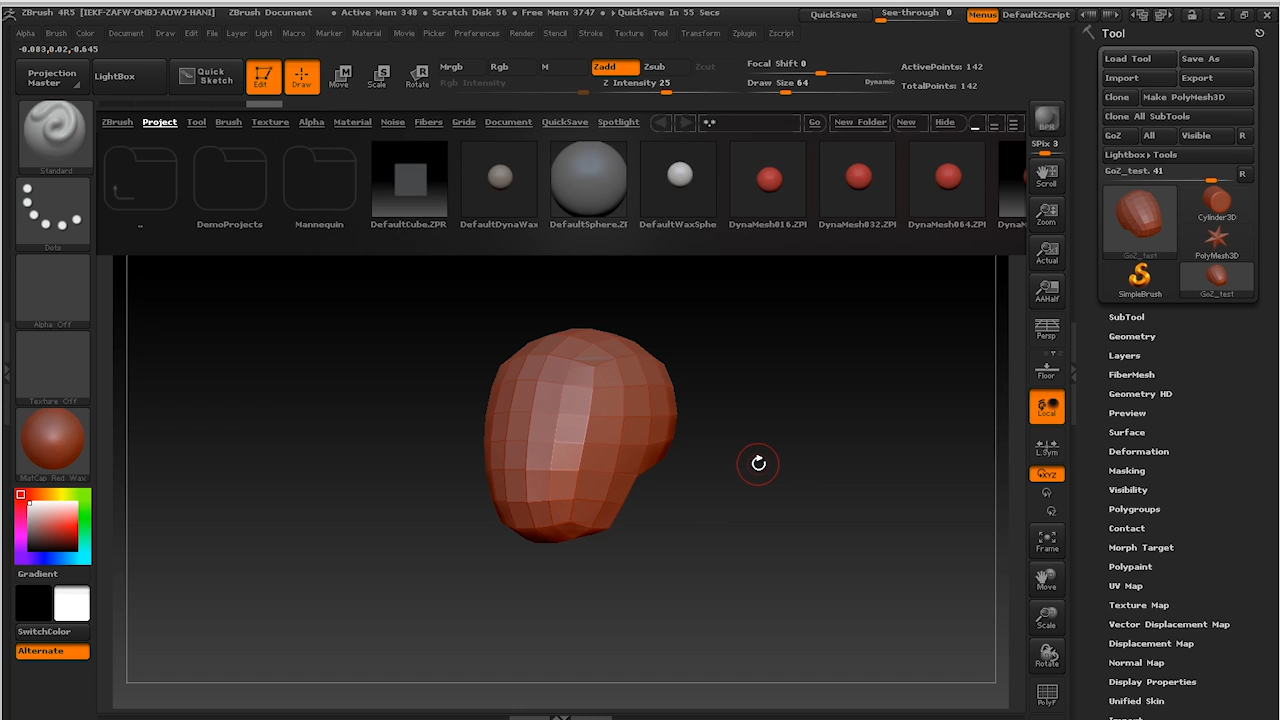 ZBrush 4R5 [IEKF-ZAFW-OMBJ-AOWJ-HANI] ZBrush Document • Active Mem 348 • Scratch Disk 56 • Free Mem 3747 • QuickSave In 55 Secs QuickSave See-through 0 Menus DefaultZScript
Alpha Brush Color Document Draw Edit File Layer Light Macro Marker Material Movie Picker Preferences Render Stencil Stroke Texture Tool Transform Zplugin Zscript
-0.083,0.02,-0.645
Projection Master
LightBox
Quick Sketch
Edit
Draw
Move
Scale
Rotate
Mrgb Rgb M Zadd Zsub Zcut
Rgb Intensity Z Intensity 25
Focal Shift 0
Draw Size 64 Dynamic
ActivePoints: 142
TotalPoints: 142
ZBrush Project Tool Brush Texture Alpha Material Noise Fibers Grids Document QuickSave Spotlight Go New Folder New Hide
.. DemoProjects Mannequin DefaultCube.ZPR DefaultDynaWax DefaultSphere.ZI DefaultWaxSphe DynaMesh016.ZPI DynaMesh032.ZPI DynaMesh064.ZPI
Standard
Dots
Alpha Off
Texture Off
MatCap Red Wax
Gradient
SwitchColor
Alternate
BPR
SPix 3
Scroll
Zoom
Actual
AAHalf
Persp
Floor
Local
L.Sym
XYZ
Frame
Move
Scale
Rotate
PolyF
Tool
Load Tool Save As
Import Export
Clone Make PolyMesh3D
Clone All SubTools
GoZ All Visible R
Lightbox Tools
GoZ_test. 41 R
GoZ_test
Cylinder3D
PolyMesh3D
SimpleBrush
GoZ_test
SubTool
Geometry
Layers
FiberMesh
Geometry HD
Preview
Surface
Deformation
Masking
Visibility
Polygroups
Contact
Morph Target
Polypaint
UV Map
Texture Map
Vector Displacement Map
Displacement Map
Normal Map
Display Properties
Unified Skin